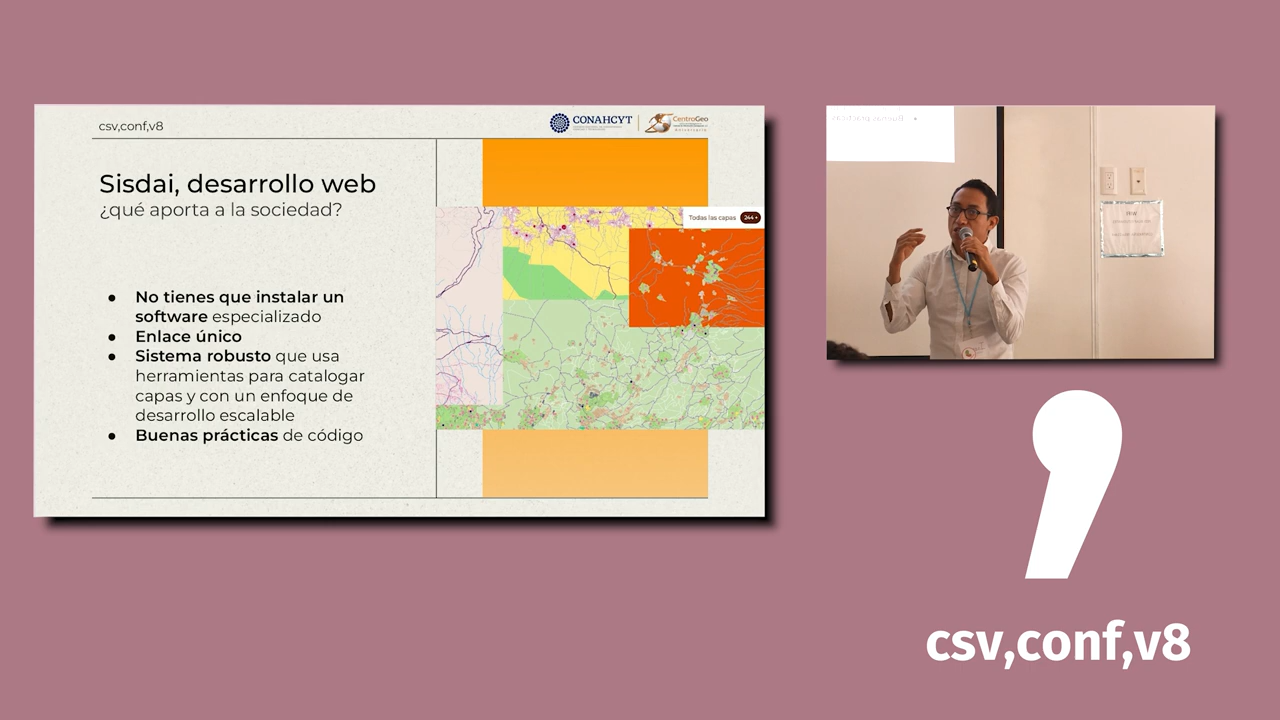 csv,conf,v8
CONAHCYT
CentroGeo
Sisdai, desarrollo web
¿qué aporta a la sociedad?
Todas las capas 344
● No tienes que instalar un
software especializado
● Enlace único
● Sistema robusto que usa
herramientas para catalogar
capas y con un enfoque de
desarrollo escalable
● Buenas prácticas de código
csv,conf,v8